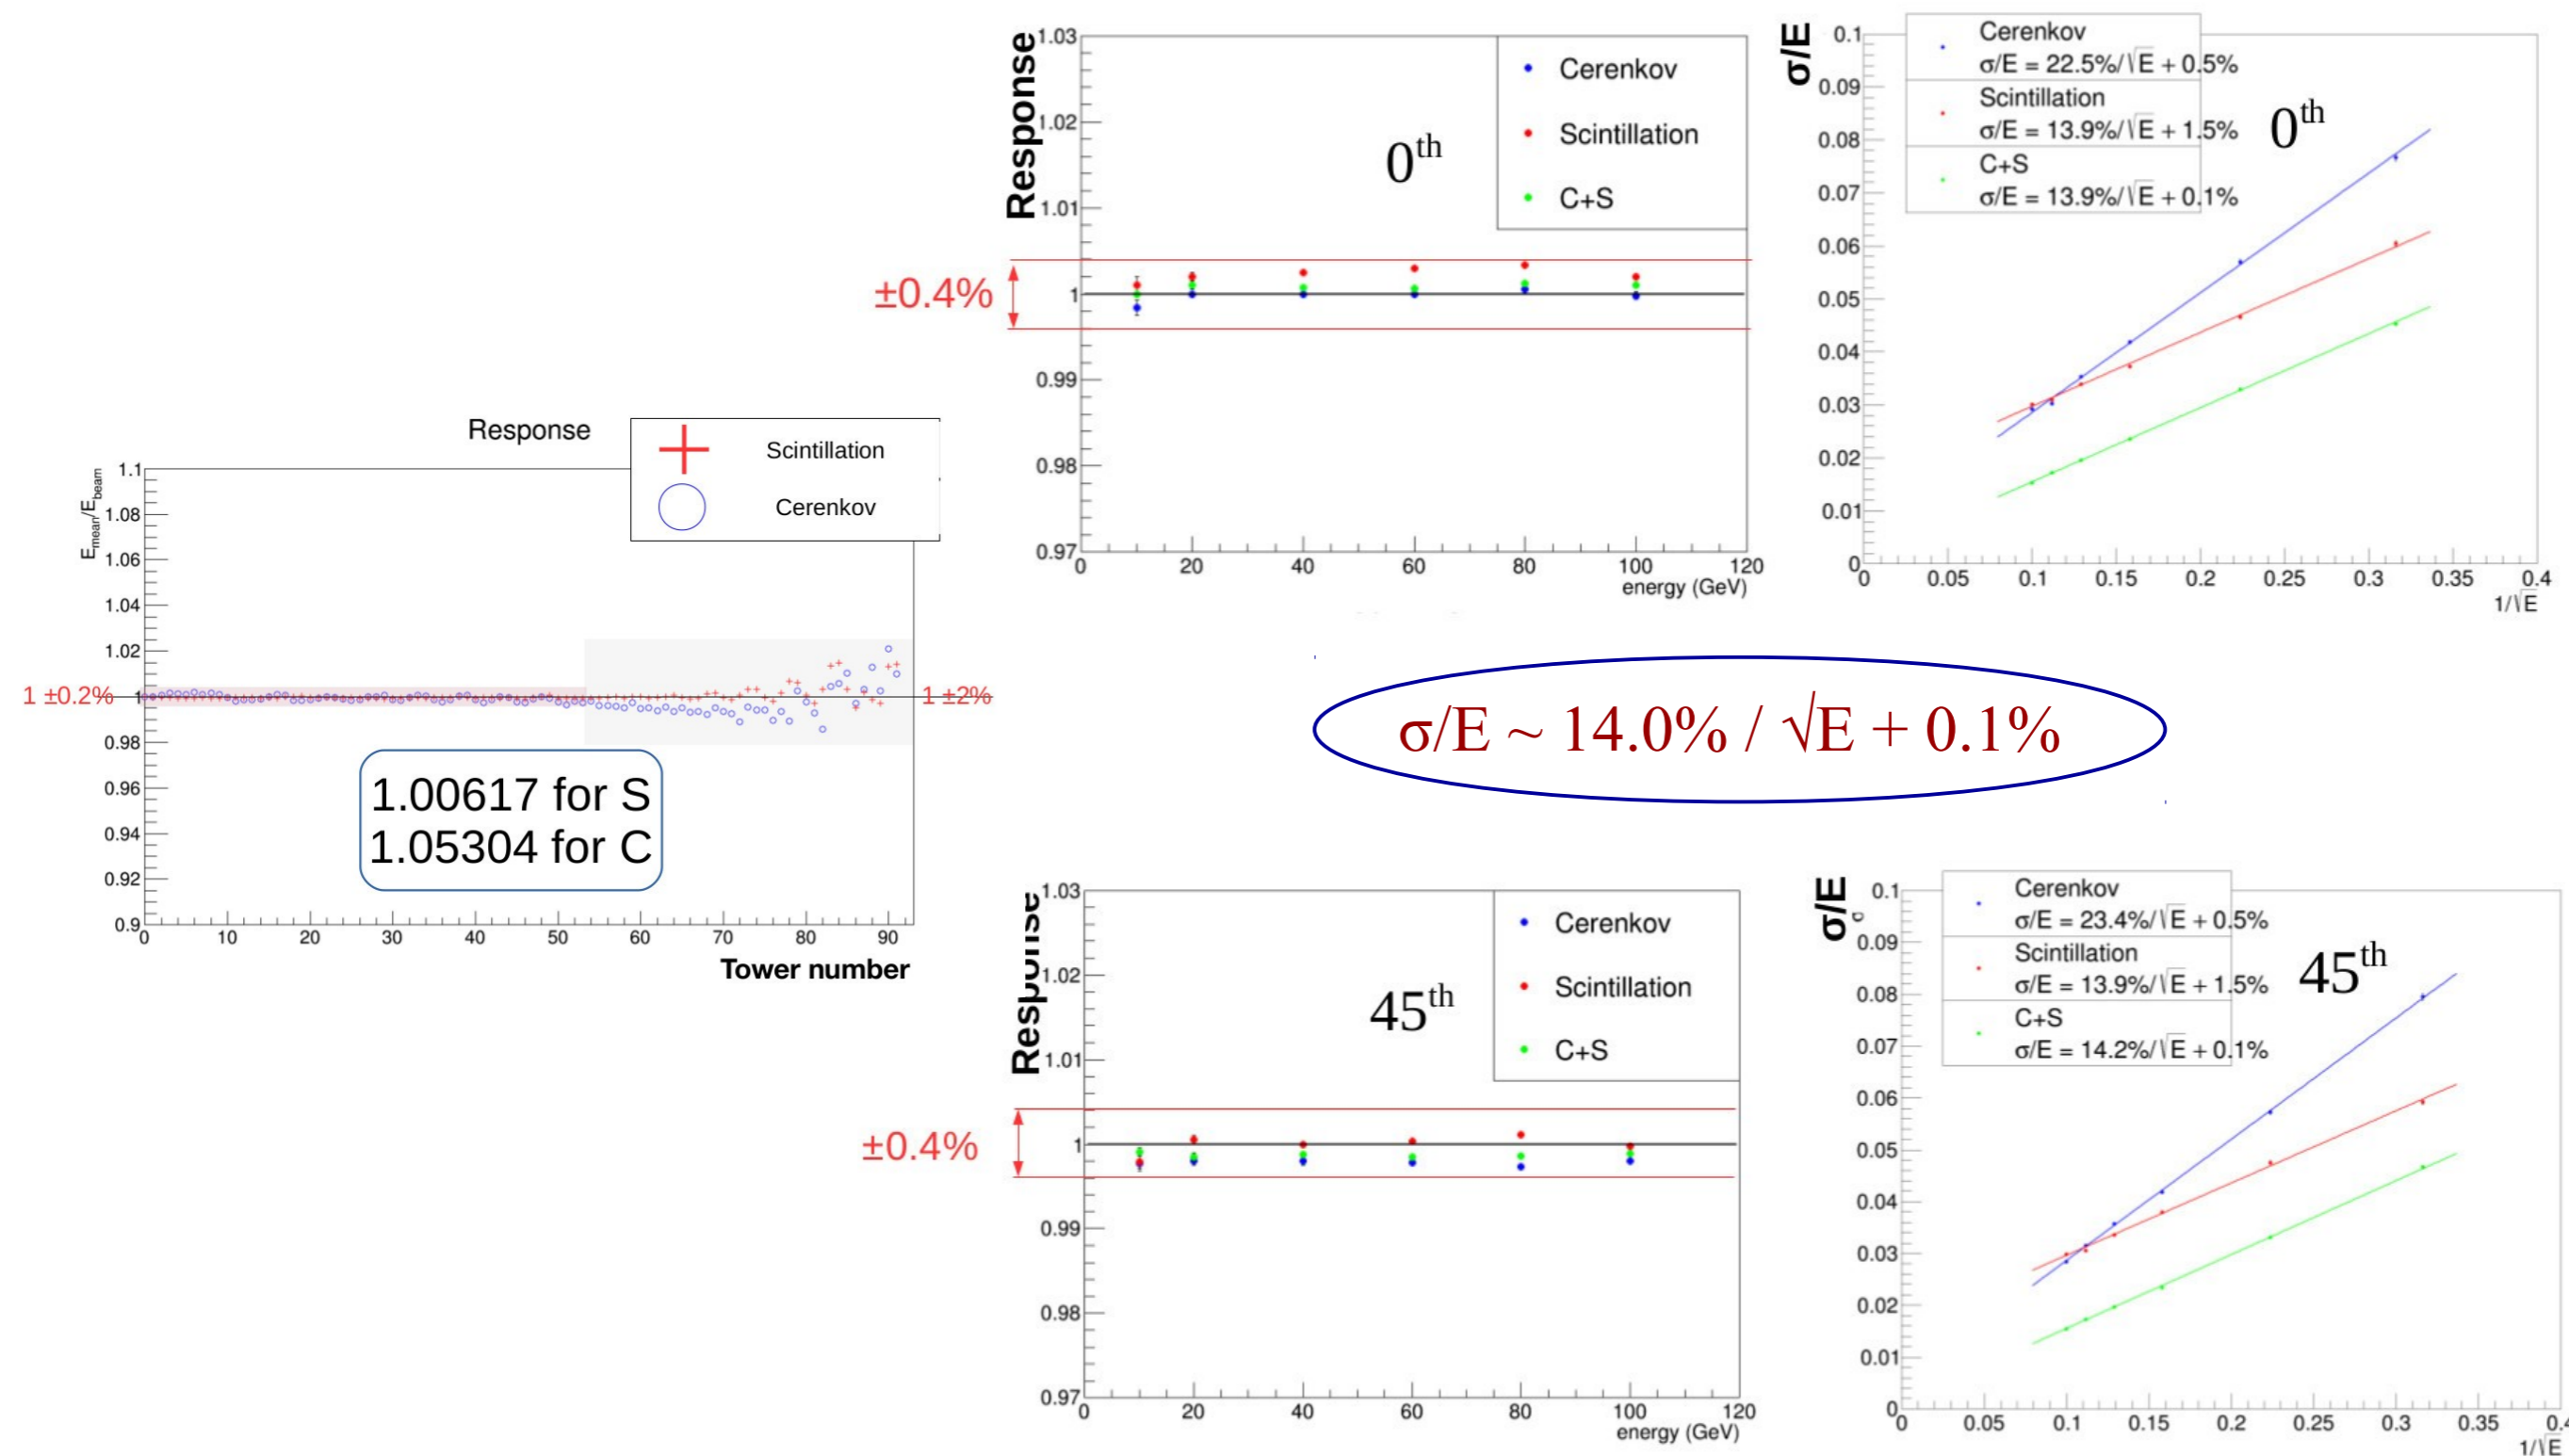 Response
Scintillation
Cerenkov
E_mean/E_beam
1.1
1.08
1.06
1.04
1.02
1
0.98
0.96
0.94
0.92
0.9
1 ±0.2%
1 ±2%
1.00617 for S
1.05304 for C
0 10 20 30 40 50 60 70 80 90
Tower number
Response
1.03
1.02
1.01
1
0.99
0.98
0.97
Cerenkov
Scintillation
C+S
0th
±0.4%
0 20 40 60 80 100 120
energy (GeV)
σ/E
0.1
0.09
0.08
0.07
0.06
0.05
0.04
0.03
0.02
0.01
0
Cerenkov
σ/E = 22.5%/√E + 0.5%
Scintillation
σ/E = 13.9%/√E + 1.5%
C+S
σ/E = 13.9%/√E + 0.1%
0th
0 0.05 0.1 0.15 0.2 0.25 0.3 0.35 0.4
1/√E
σ/E ~ 14.0% / √E + 0.1%
Response
1.03
1.02
1.01
1
0.99
0.98
0.97
Cerenkov
Scintillation
C+S
45th
±0.4%
0 20 40 60 80 100 120
energy (GeV)
σ/E
σ
0.1
0.09
0.08
0.07
0.06
0.05
0.04
0.03
0.02
0.01
0
Cerenkov
σ/E = 23.4%/√E + 0.5%
Scintillation
σ/E = 13.9%/√E + 1.5%
C+S
σ/E = 14.2%/√E + 0.1%
45th
0 0.05 0.1 0.15 0.2 0.25 0.3 0.35 0.4
1/√E